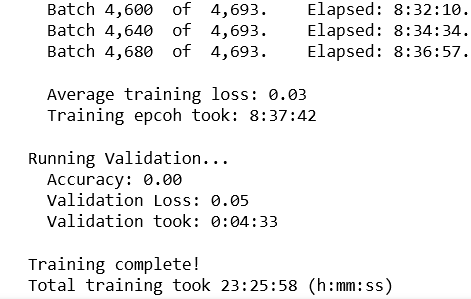 Batch 4,600 of 4,693. Elapsed: 8:32:10.
Batch 4,640 of 4,693. Elapsed: 8:34:34.
Batch 4,680 of 4,693. Elapsed: 8:36:57.
Average training loss: 0.03
Training epcoh took: 8:37:42
Running Validation...
Accuracy: 0.00
Validation Loss: 0.05
Validation took: 0:04:33
Training complete!
Total training took 23:25:58 (h:mm:ss)